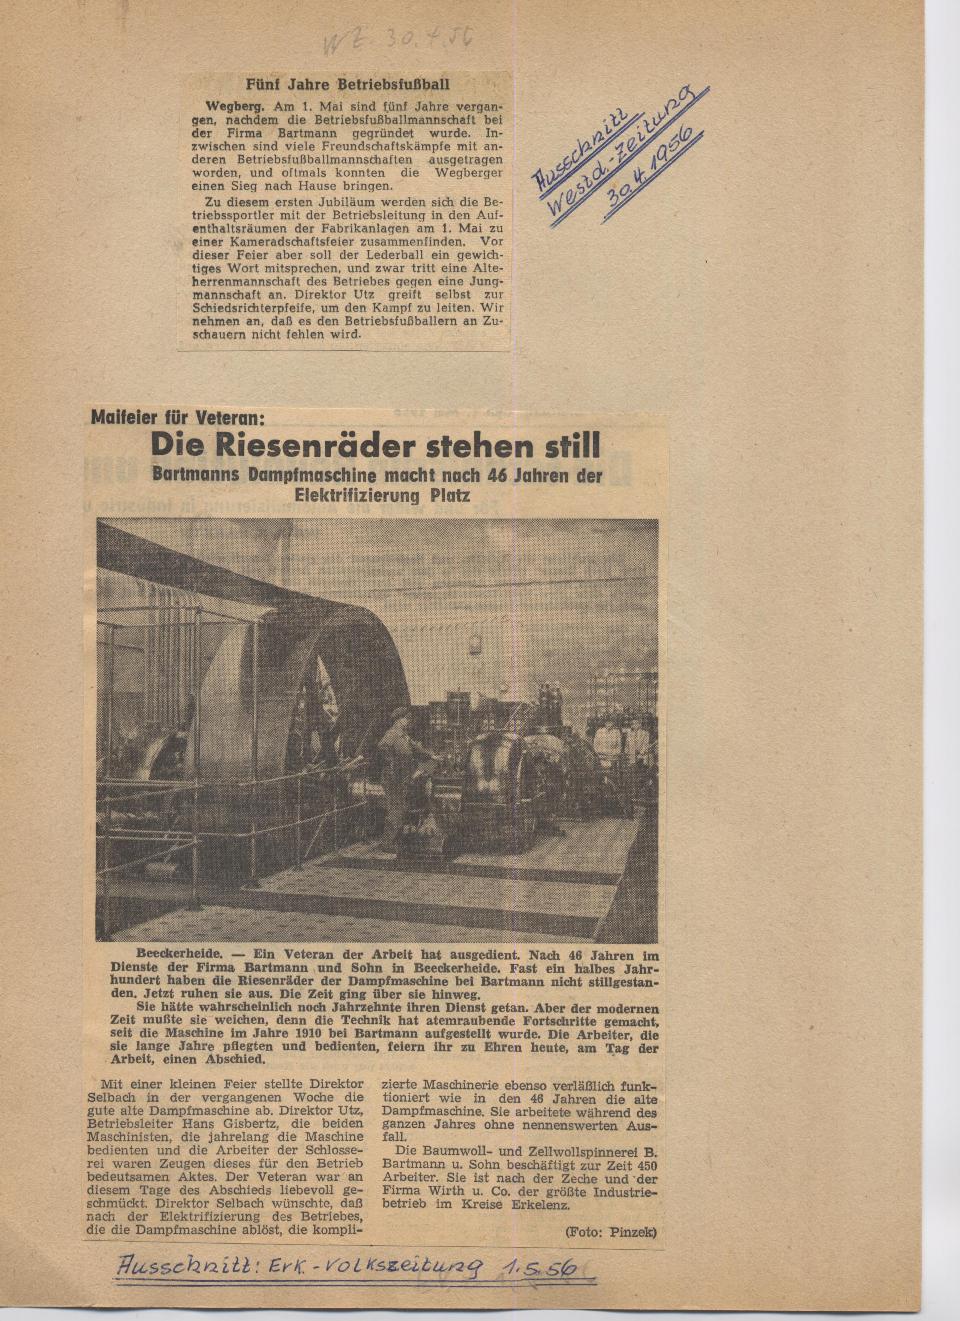 WZ. 30.4.56
Fünf Jahre Betriebsfußball
Wegberg. Am 1. Mai sind fünf Jahre vergan-
gen, nachdem die Betriebsfußballmannschaft bei
der Firma Bartmann gegründet wurde. In-
zwischen sind viele Freundschaftskämpfe mit an-
deren Betriebsfußballmannschaften ausgetragen
worden, und oftmals konnten die Wegberger
einen Sieg nach Hause bringen.
Zu diesem ersten Jubiläum werden sich die Be-
triebssportler mit der Betriebsleitung in den Auf-
enthaltsräumen der Fabrikanlagen am 1. Mai zu
einer Kameradschaftsfeier zusammenfinden. Vor
dieser Feier aber soll der Lederball ein gewich-
tiges Wort mitsprechen, und zwar tritt eine Alte-
herrenmannschaft des Betriebes gegen eine Jung-
mannschaft an. Direktor Utz greift selbst zur
Schiedsrichterpfeife, um den Kampf zu leiten. Wir
nehmen an, daß es den Betriebsfußballern an Zu-
schauern nicht fehlen wird.
Ausschnitt
Westd.-Zeitung
30.4.1956
Maifeier für Veteran:
Die Riesenräder stehen still
Bartmanns Dampfmaschine macht nach 46 Jahren der
Elektrifizierung Platz
Beeckerheide. — Ein Veteran der Arbeit hat ausgedient. Nach 46 Jahren im
Dienste der Firma Bartmann und Sohn in Beeckerheide. Fast ein halbes Jahr-
hundert haben die Riesenräder der Dampfmaschine bei Bartmann nicht stillgestan-
den. Jetzt ruhen sie aus. Die Zeit ging über sie hinweg.
Sie hätte wahrscheinlich noch Jahrzehnte ihren Dienst getan. Aber der modernen
Zeit mußte sie weichen, denn die Technik hat atemraubende Fortschritte gemacht,
seit die Maschine im Jahre 1910 bei Bartmann aufgestellt wurde. Die Arbeiter, die
sie lange Jahre pflegten und bedienten, feiern ihr zu Ehren heute, am Tag der
Arbeit, einen Abschied.
Mit einer kleinen Feier stellte Direktor
Selbach in der vergangenen Woche die
gute alte Dampfmaschine ab. Direktor Utz,
Betriebsleiter Hans Gisbertz, die beiden
Maschinisten, die jahrelang die Maschine
bedienten und die Arbeiter der Schlosse-
rei waren Zeugen dieses für den Betrieb
bedeutsamen Aktes. Der Veteran war an
diesem Tage des Abschieds liebevoll ge-
schmückt. Direktor Selbach wünschte, daß
nach der Elektrifizierung des Betriebes,
die die Dampfmaschine ablöst, die kompli-
zierte Maschinerie ebenso verläßlich funk-
tioniert wie in den 46 Jahren die alte
Dampfmaschine. Sie arbeitete während des
ganzen Jahres ohne nennenswerten Aus-
fall.
Die Baumwoll- und Zellwollspinnerei B.
Bartmann u. Sohn beschäftigt zur Zeit 450
Arbeiter. Sie ist nach der Zeche und der
Firma Wirth u. Co. der größte Industrie-
betrieb im Kreise Erkelenz.
(Foto: Pinzek)
Ausschnitt: Erk.-Volkszeitung 1.5.56